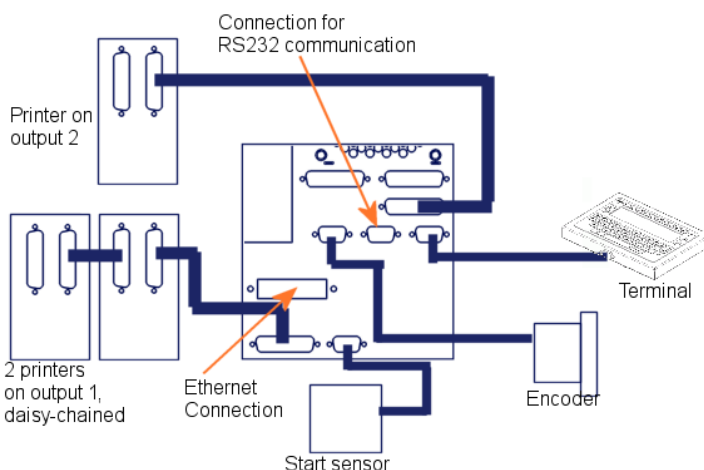 Connection for
RS232 communication
Printer on
output 2
Terminal
2 printers
on output 1,
daisy-chained
Ethernet
Connection
Encoder
Start sensor